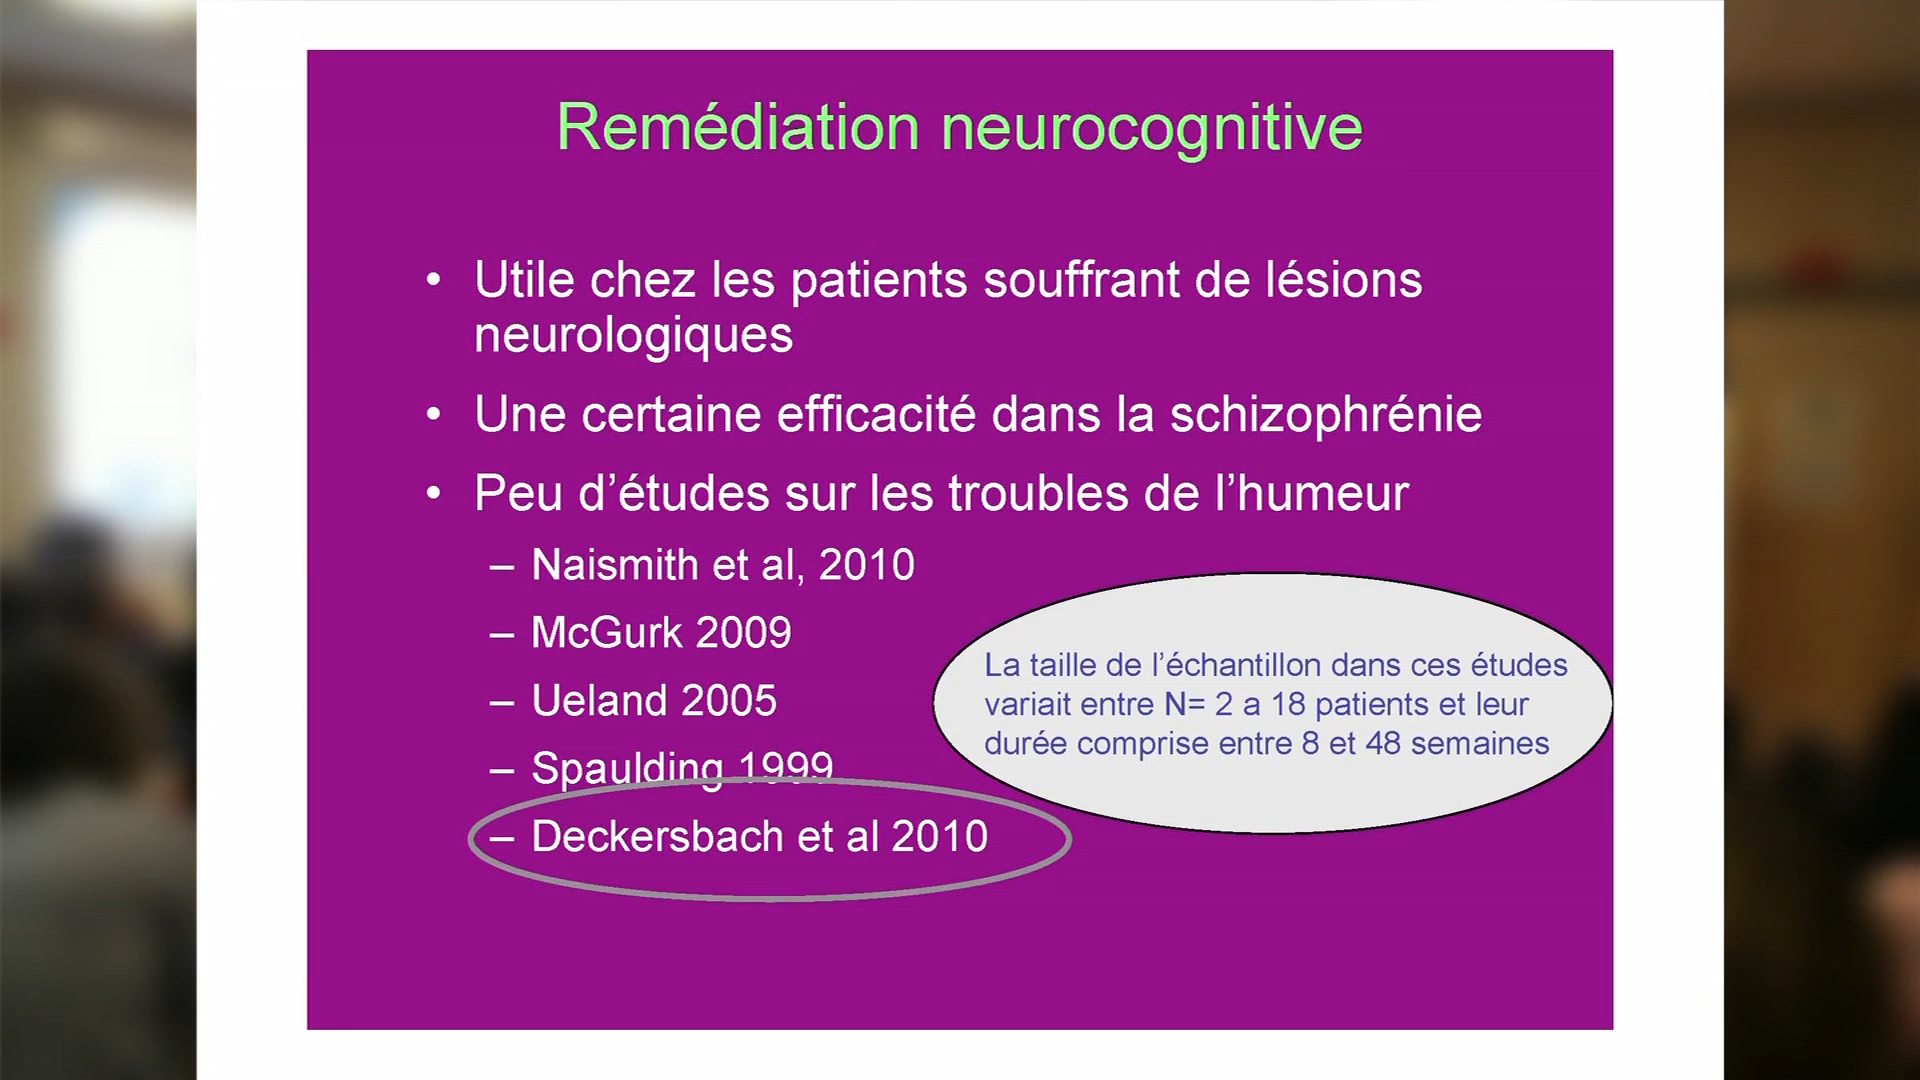 Remédiation neurocognitive
• Utile chez les patients souffrant de lésions
neurologiques
• Une certaine efficacité dans la schizophrénie
• Peu d’études sur les troubles de l’humeur
– Naismith et al, 2010
– McGurk 2009
– Ueland 2005
– Spaulding 1999
– Deckersbach et al 2010
La taille de l’échantillon dans ces études
variait entre N= 2 a 18 patients et leur
durée comprise entre 8 et 48 semaines